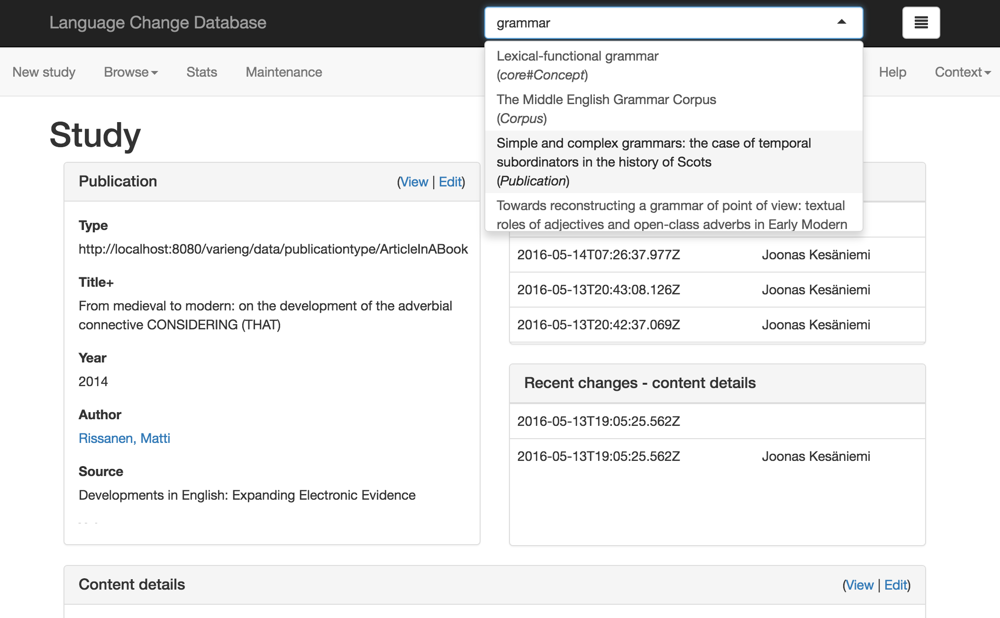 Language Change Database
grammar
New study Browse Stats Maintenance Help Context
Lexical-functional grammar
(core#Concept)
The Middle English Grammar Corpus
(Corpus)
Simple and complex grammars: the case of temporal
subordinators in the history of Scots
(Publication)
Towards reconstructing a grammar of point of view: textual
roles of adjectives and open-class adverbs in Early Modern
Study
Publication (View | Edit)
Type
http://localhost:8080/varieng/data/publicationtype/ArticleInABook
Title+
From medieval to modern: on the development of the adverbial
connective CONSIDERING (THAT)
Year
2014
Author
Rissanen, Matti
Source
Developments in English: Expanding Electronic Evidence
2016-05-14T07:26:37.977Z Joonas Kesäniemi
2016-05-13T20:43:08.126Z Joonas Kesäniemi
2016-05-13T20:42:37.069Z Joonas Kesäniemi
Recent changes - content details
2016-05-13T19:05:25.562Z
2016-05-13T19:05:25.562Z Joonas Kesäniemi
Content details (View | Edit)